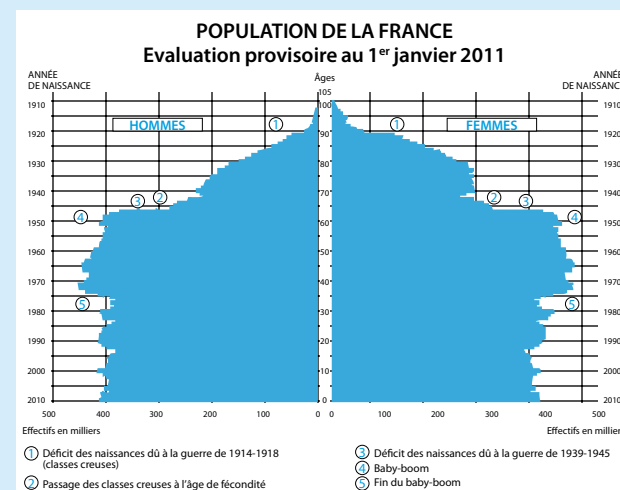 POPULATION DE LA FRANCE
Evaluation provisoire au 1er janvier 2011
ANNÉE
DE NAISSANCE
Âges
ANNÉE
DE NAISSANCE
105
1910 100 1910
HOMMES 1 1 FEMMES
1920 90 1920
1930 80 1930
1940 3 2 70 2 3 1940
4 4
1950 60 1950
1960 50 1960
1970 40 1970
5 5
1980 30 1980
1990 20 1990
2000 10 2000
2010 0 2010
500 400 300 200 100 0 0 100 200 300 400 500
Effectifs en milliers Effectifs en milliers
1 Déficit des naissances dû à la guerre de 1914-1918
(classes creuses)
2 Passage des classes creuses à l'âge de fécondité
3 Déficit des naissances dû à la guerre de 1939-1945
4 Baby-boom
5 Fin du baby-boom